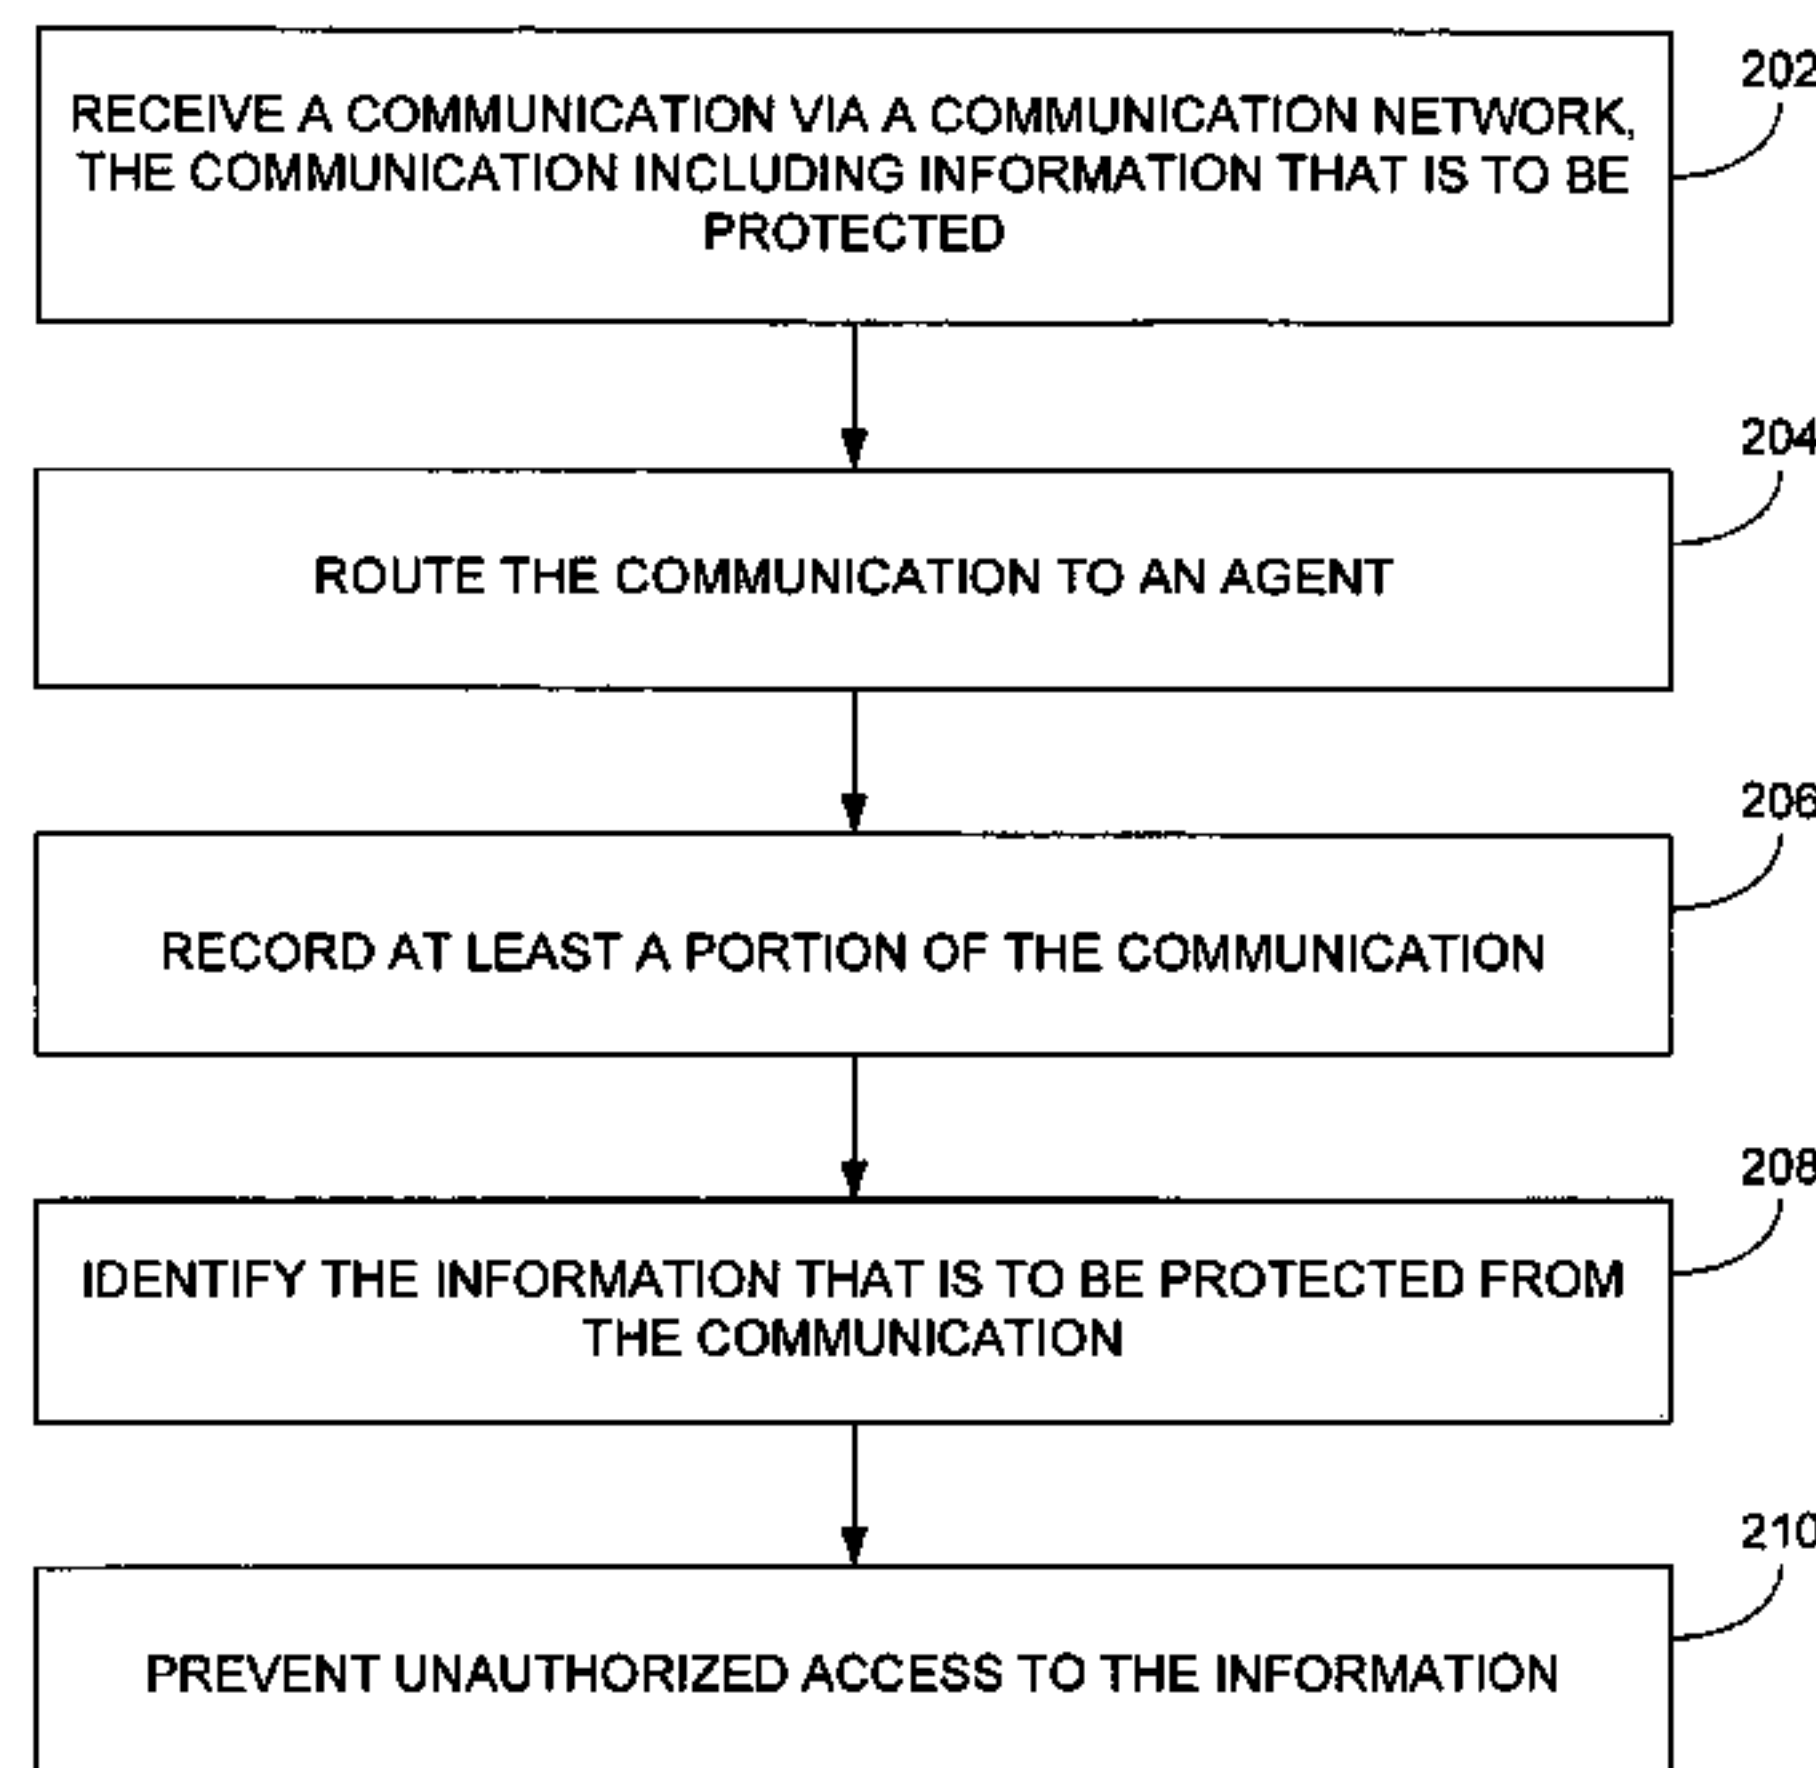 202
RECEIVE A COMMUNICATION VIA A COMMUNICATION NETWORK,
THE COMMUNICATION INCLUDING INFORMATION THAT IS TO BE
PROTECTED
204
ROUTE THE COMMUNICATION TO AN AGENT
206
RECORD AT LEAST A PORTION OF THE COMMUNICATION
208
IDENTIFY THE INFORMATION THAT IS TO BE PROTECTED FROM
THE COMMUNICATION
210
PREVENT UNAUTHORIZED ACCESS TO THE INFORMATION